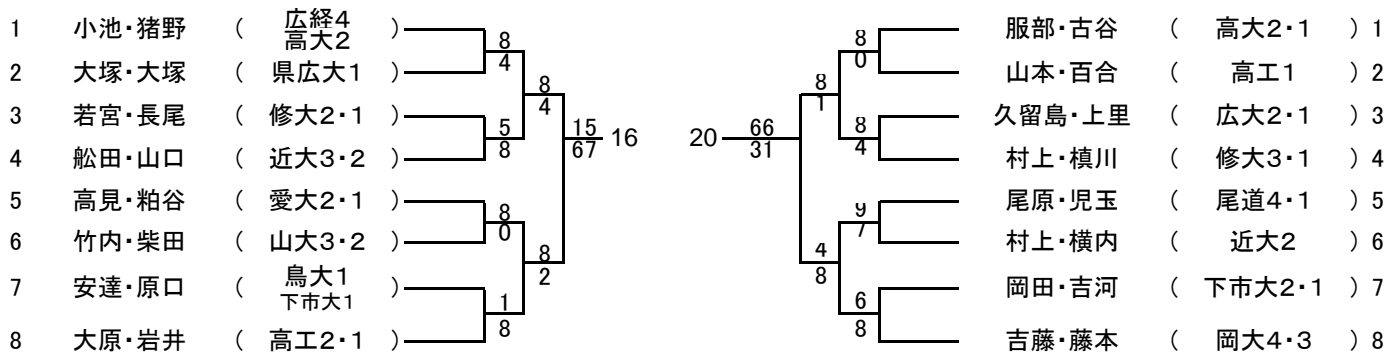 1 小池・猪野 ( 広経4 高大2 )
8
4
2 大塚・大塚 ( 県広大1 )
8
4
3 若宮・長尾 ( 修大2・1 )
5
8
4 舩田・山口 ( 近大3・2 )
15
67
16
5 高見・粕谷 ( 愛大2・1 )
8
0
6 竹内・柴田 ( 山大3・2 )
8
2
7 安達・原口 ( 鳥大1 下市大1 )
1
8
8 大原・岩井 ( 高工2・1 )
20
66
31
服部・古谷 ( 高大2・1 ) 1
8
0
山本・百合 ( 高工1 ) 2
8
1
久留島・上里 ( 広大2・1 ) 3
8
4
村上・槙川 ( 修大3・1 ) 4
尾原・児玉 ( 尾道4・1 ) 5
9
7
村上・横内 ( 近大2 ) 6
4
8
岡田・吉河 ( 下市大2・1 ) 7
6
8
吉藤・藤本 ( 岡大4・3 ) 8